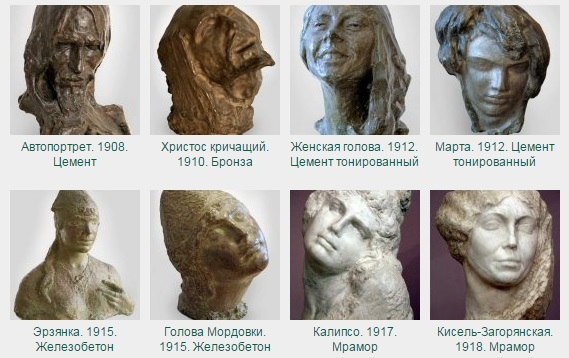 Автопортрет. 1908.
Цемент
Христос кричащий.
1910. Бронза
Женская голова. 1912.
Цемент тонированный
Марта. 1912. Цемент
тонированный
Эрзянка. 1915.
Железобетон
Голова Мордовки.
1915. Железобетон
Калипсо. 1917.
Мрамор
Кисель-Загорянская.
1918. Мрамор